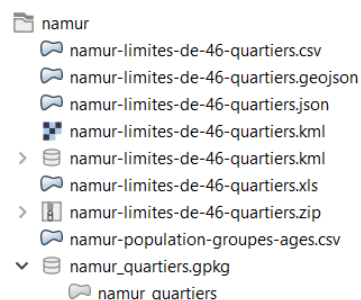 namur
namur-limites-de-46-quartiers.csv
namur-limites-de-46-quartiers.geojson
namur-limites-de-46-quartiers.json
namur-limites-de-46-quartiers.kml
namur-limites-de-46-quartiers.kml
namur-limites-de-46-quartiers.xls
namur-limites-de-46-quartiers.zip
namur-population-groupes-ages.csv
namur_quartiers.gpkg
namur_quartiers